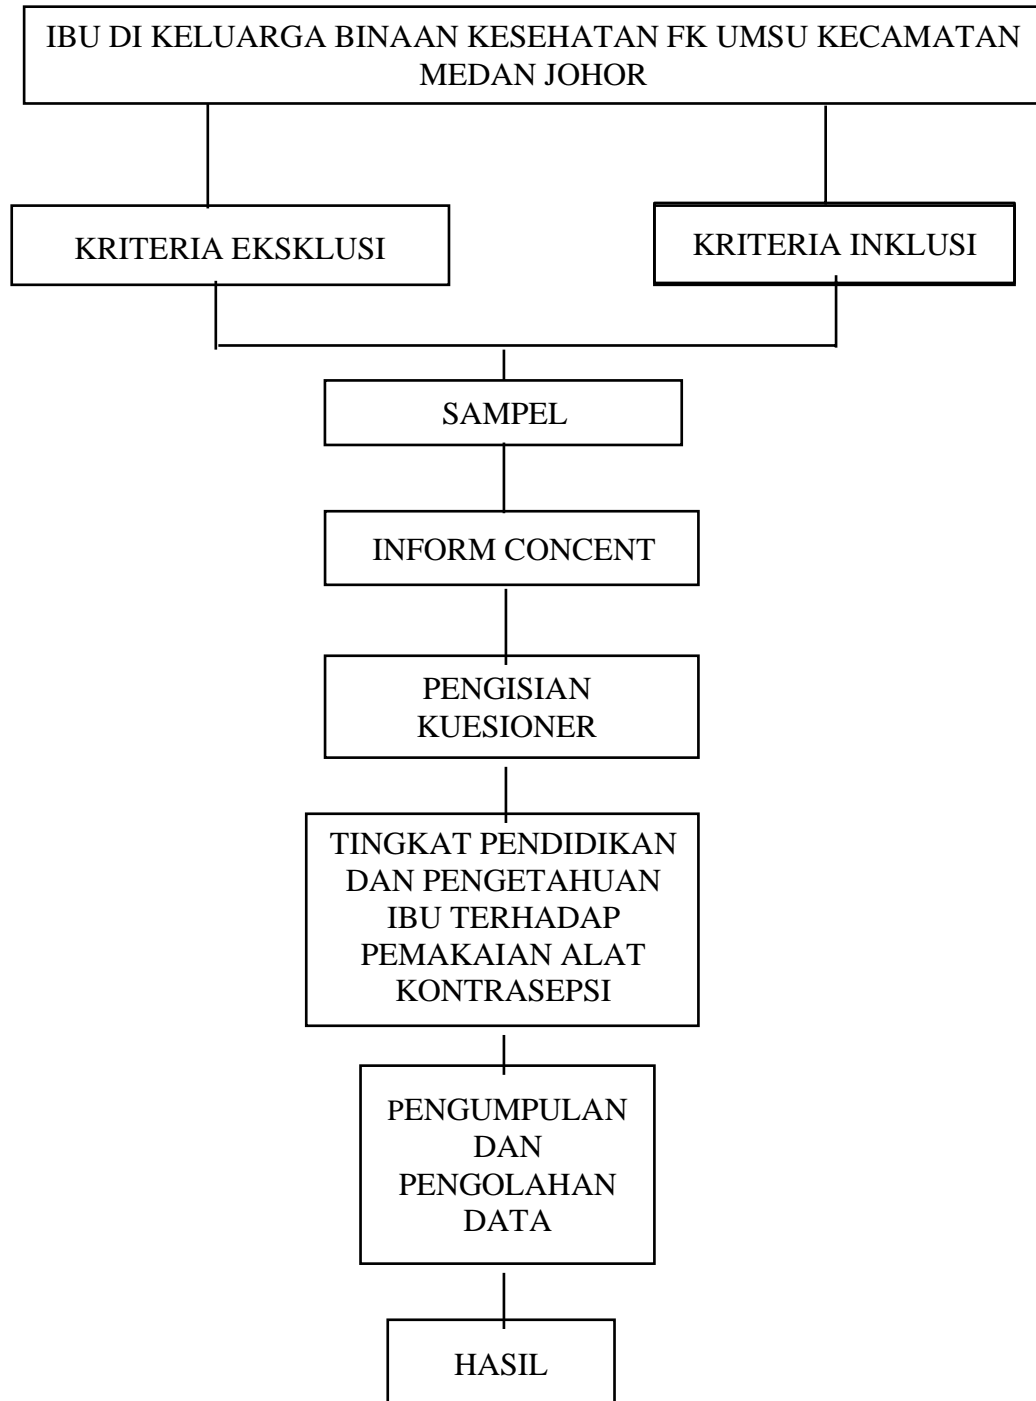 IBU DI KELUARGA BINAAN KESEHATAN FK UMSU KECAMATAN
MEDAN JOHOR
KRITERIA EKSKLUSI
KRITERIA INKLUSI
SAMPEL
INFORM CONCENT
PENGISIAN
KUESIONER
TINGKAT PENDIDIKAN
DAN PENGETAHUAN
IBU TERHADAP
PEMAKAIAN ALAT
KONTRASEPSI
PENGUMPULAN
DAN
PENGOLAHAN
DATA
HASIL